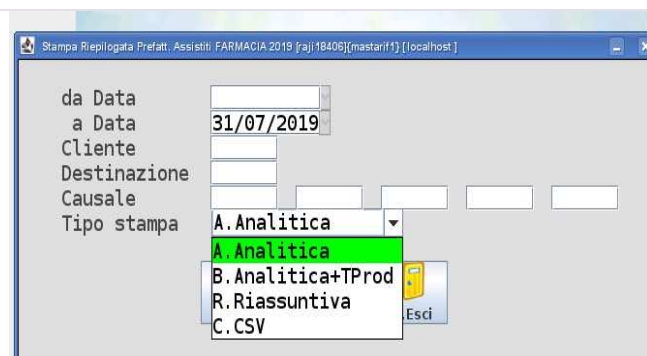 Stampa Riepilogata Prefatt. Assistiti FARMACIA 2019 [raji18406]{mastarif1} [localhost ]
da Data
a Data 31/07/2019
Cliente
Destinazione
Causale
Tipo stampa A.Analitica
A.Analitica
B.Analitica+TProd
R.Riassuntiva
C.CSV
.Esci